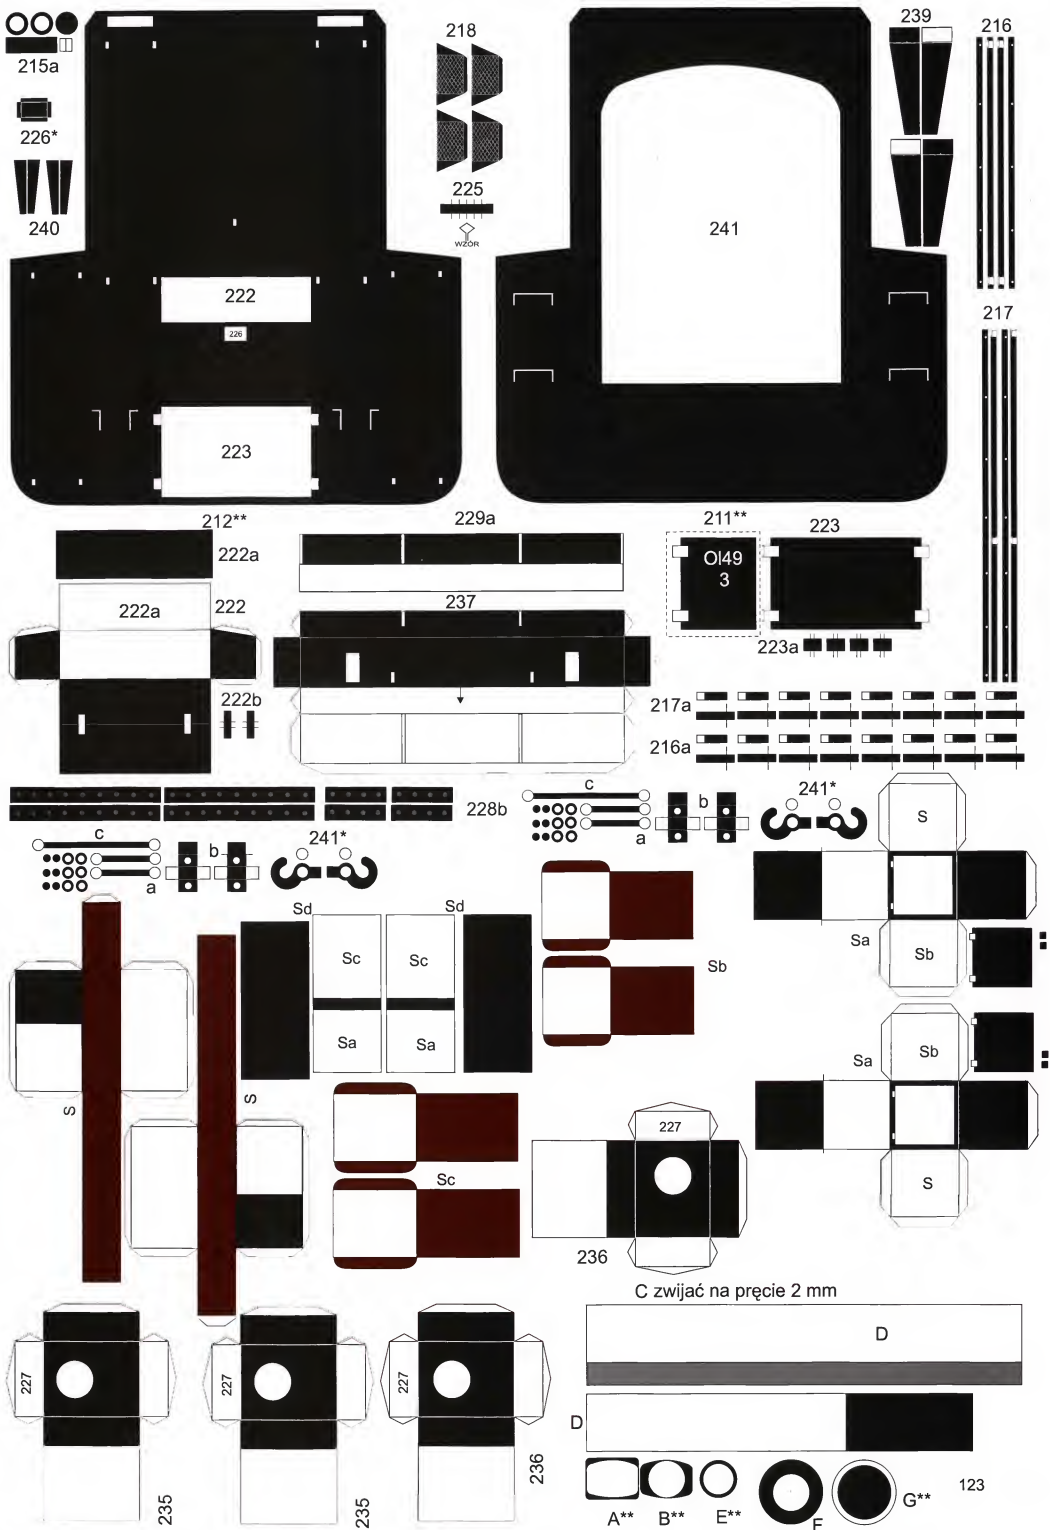 215a
226*
240
218
225
WZÓR
239
216
217
222
226
223
241
212**
222a
222a
222
222b
229a
237
211**
Ol49
3
223
223a
217a
216a
228b
c
b
a
241*
c
b
a
241*
S
Sa
Sb
Sa
Sb
S
Sd
Sd
Sc
Sc
Sa
Sa
Sb
S
S
Sc
227
236
C zwijać na pręcie 2 mm
D
D
227
235
227
235
227
236
A**
B**
E**
F
G**
123